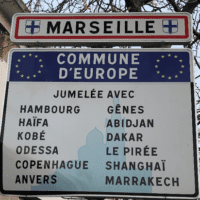 MARSEILLE
COMMUNE
D'EUROPE
JUMELÉE AVEC
HAMBOURG GÊNES
HAÏFA ABIDJAN
KOBÉ DAKAR
ODESSA LE PIRÉE
COPENHAGUE SHANGHAÏ
ANVERS MARRAKECH